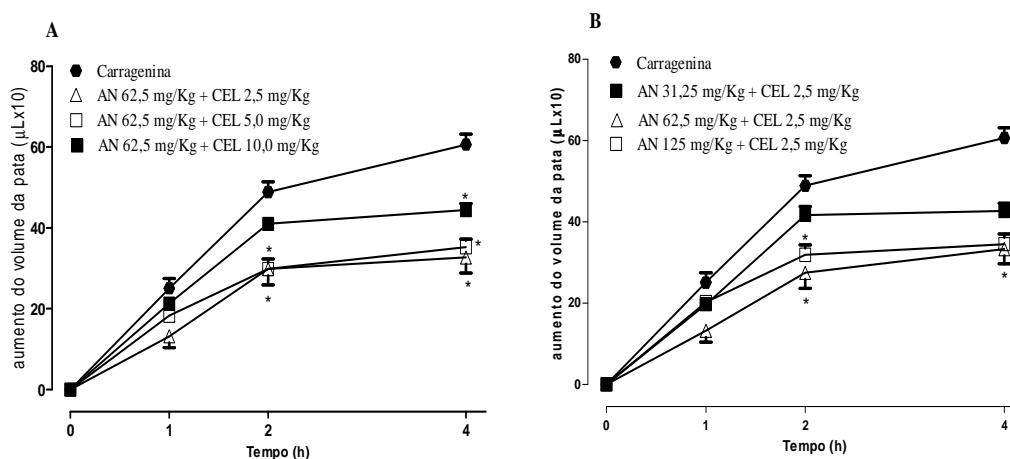 A
aumento do volume da pata (µLx10)
80
60
40
20
0
Carragenina
AN 62,5 mg/Kg + CEL 2,5 mg/Kg
AN 62,5 mg/Kg + CEL 5,0 mg/Kg
AN 62,5 mg/Kg + CEL 10,0 mg/Kg
*
*
*
*
*
0 1 2 4
Tempo (h)
B
aumento do volume da pata (µLx10)
80
60
40
20
0
Carragenina
AN 31,25 mg/Kg + CEL 2,5 mg/Kg
AN 62,5 mg/Kg + CEL 2,5 mg/Kg
AN 125 mg/Kg + CEL 2,5 mg/Kg
*
*
*
0 1 2 4
Tempo (h)